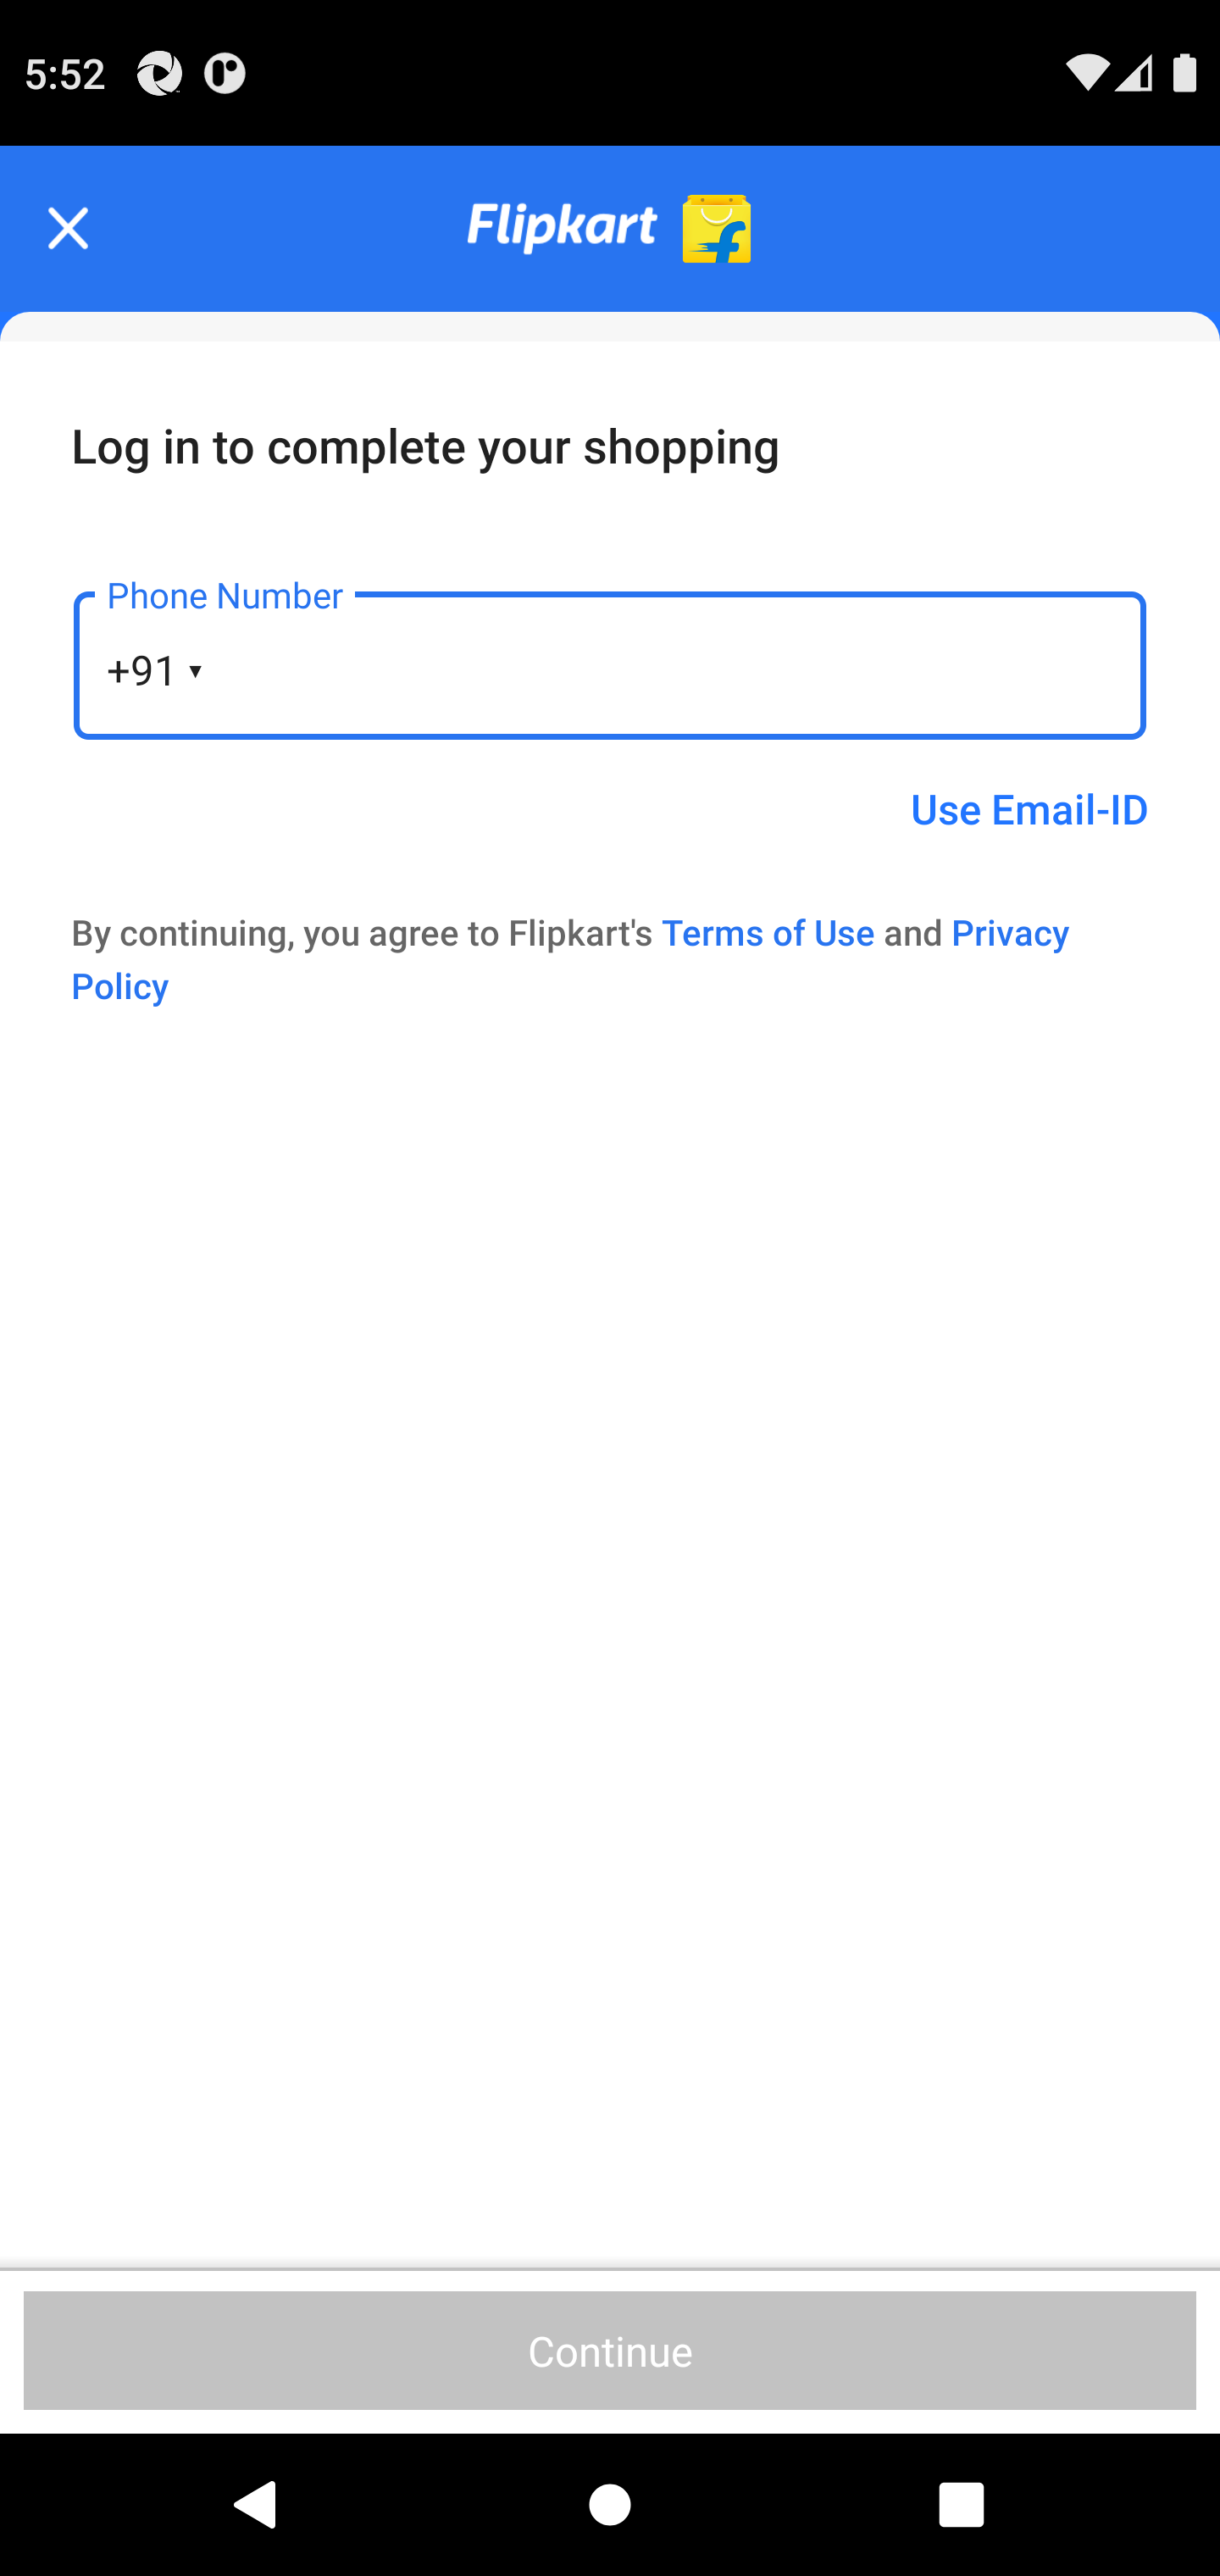 5:52
Flipkart
Log in to complete your shopping
Phone Number
+91
Use Email-ID
By continuing, you agree to Flipkart's Terms of Use and Privacy
Policy
Continue